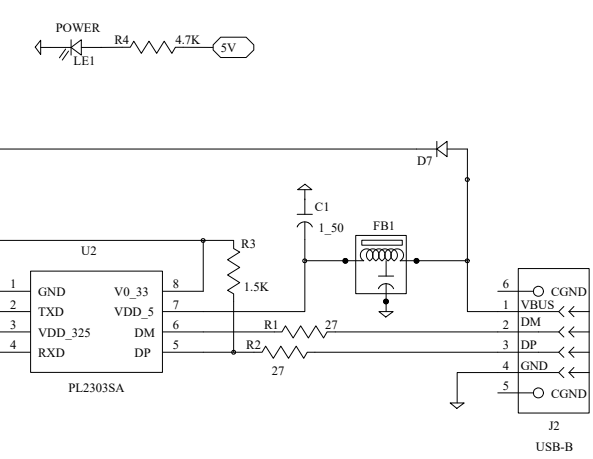 POWER
R4 4.7K
5V
LE1
D7
C1
1_50
FB1
U2
R3
1.5K
1 GND V0_33 8
2 TXD VDD_5 7
3 VDD_325 DM 6
4 RXD DP 5
PL2303SA
R1 27
R2
27
6 CGND
1 VBUS
2 DM
3 DP
4 GND
5 CGND
J2
USB-B